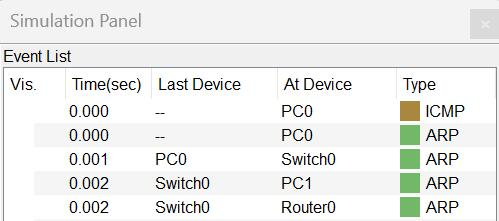 Simulation Panel
Event List
Vis. Time(sec) Last Device At Device Type
0.000 -- PC0 ICMP
0.000 -- PC0 ARP
0.001 PC0 Switch0 ARP
0.002 Switch0 PC1 ARP
0.002 Switch0 Router0 ARP